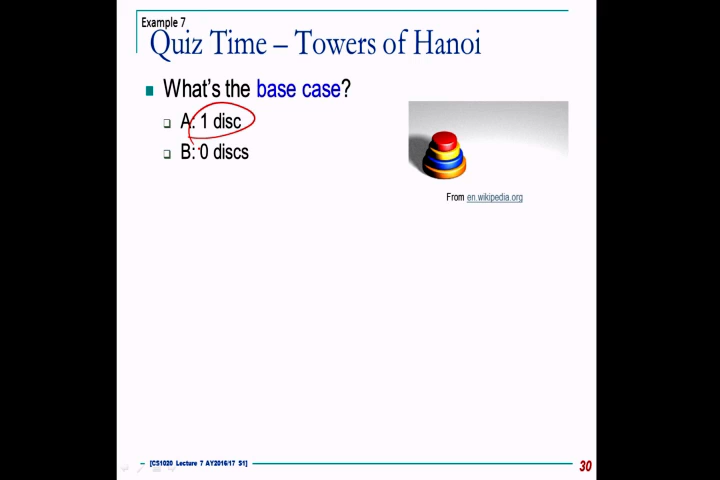 Example 7
Quiz Time – Towers of Hanoi
What's the base case?
A: 1 disc
B: 0 discs
From en.wikipedia.org
[CS1020 Lecture 7 AY2016/17 S1]
30